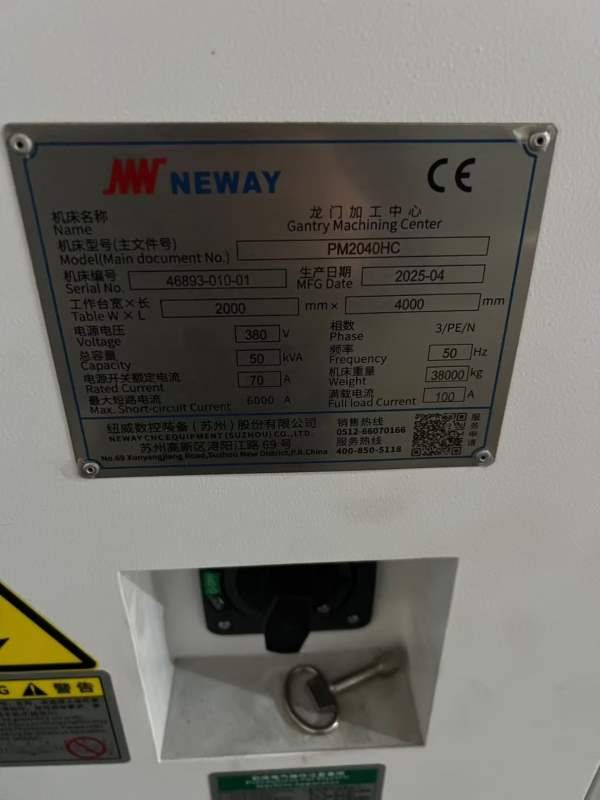 NEWAY CE
机床名称 龙门加工中心
Name Gantry Machining Center
机床型号(主文件号)
Model(Main document No.) PM2040HC
机床编号 生产日期
Serial No. 46893-010-01 MFG Date 2025-04
工作台宽×长
Table W × L 2000 mm × 4000 mm
电源电压 相数
Voltage 380 V Phase 3/PE/N
总容量 频率
Capacity 50 kVA Frequency 50 Hz
电源开关额定电流 机床重量
Rated Current 70 A Weight 38000 kg
最大短路电流 满载电流
Max. Short-circuit Current 6000 A Full load Current 100 A
纽威数控装备(苏州)股份有限公司 销售热线
NEWAY CNC EQUIPMENT (SUZHOU) CO., LTD. 0512-66070166
苏州高新区浔阳江路69号 服务热线
No.69 Xunyangjiang Road,Suzhou New District,P.R.China 400-850-5118
G 警告